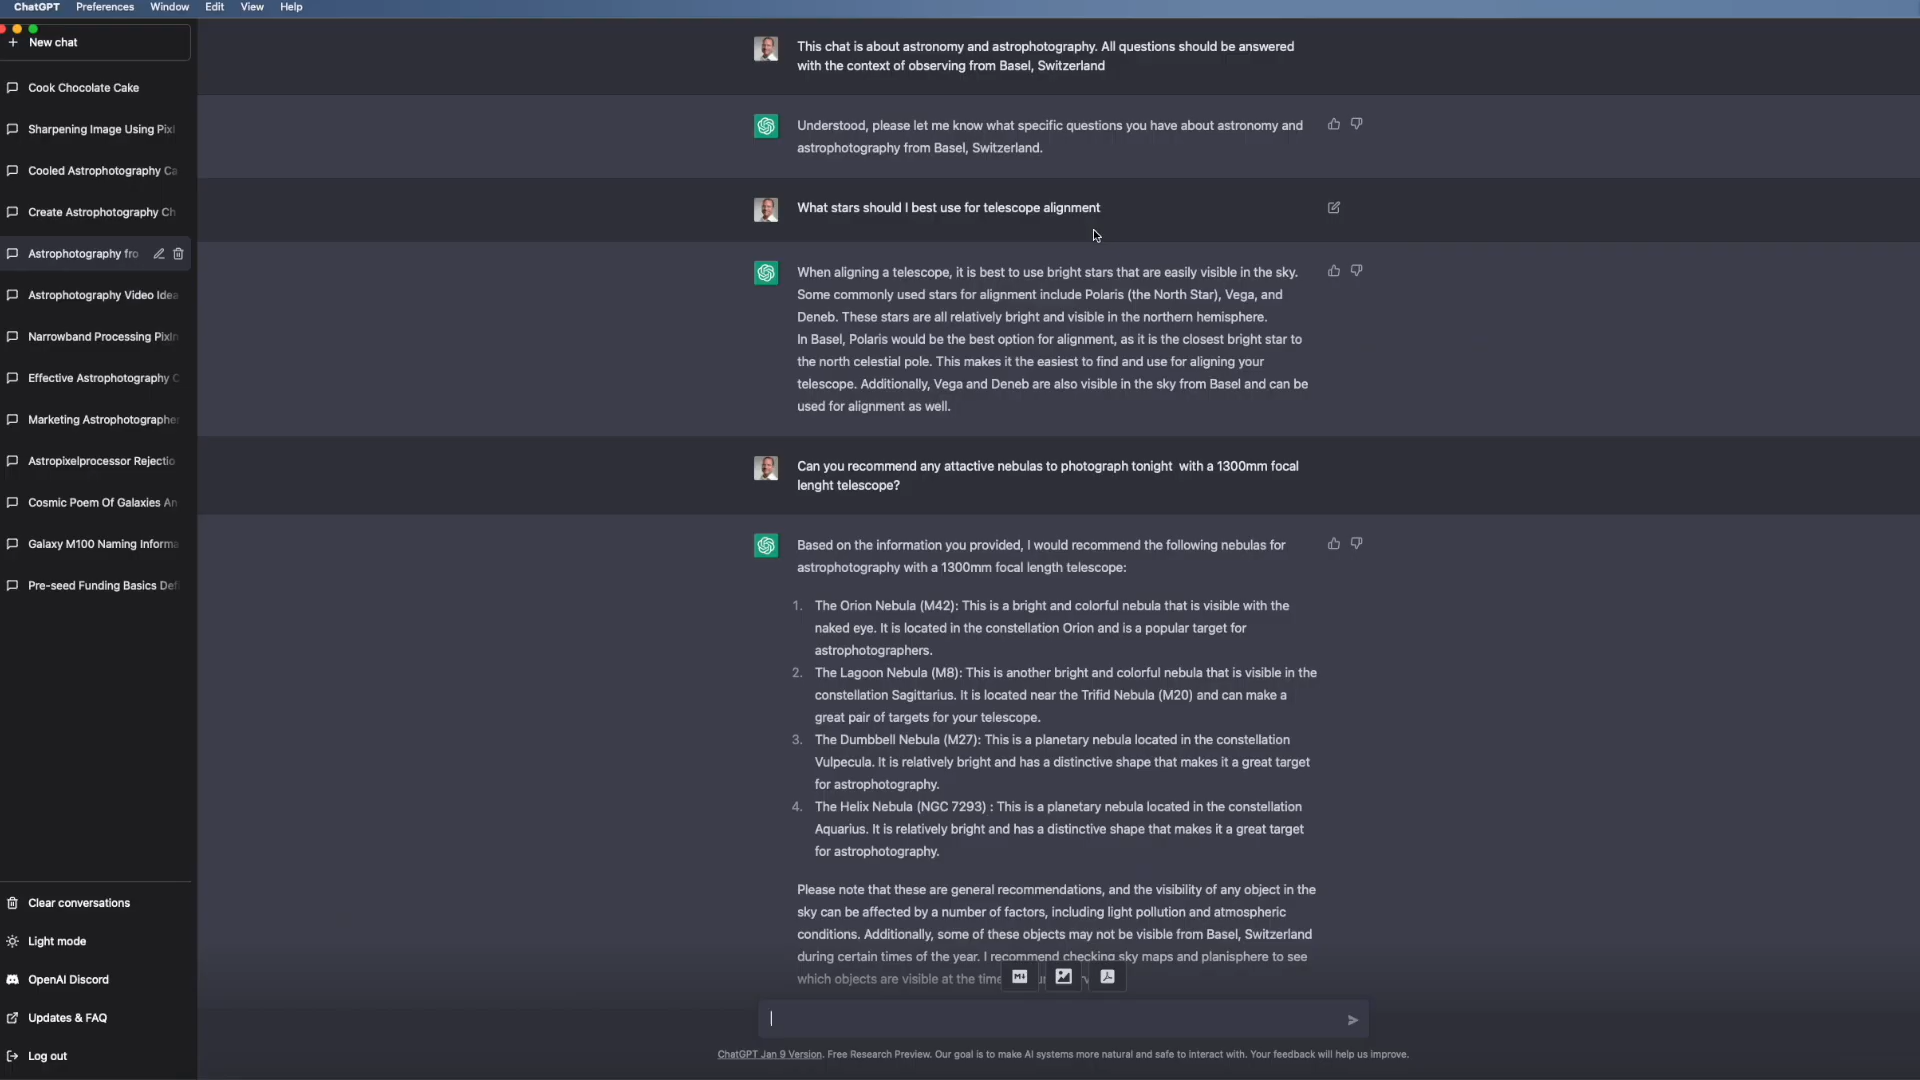 ChatGPT Preferences Window Edit View Help
+ New chat
Cook Chocolate Cake
Sharpening Image Using Pixi
Cooled Astrophotography Ca
Create Astrophotography Ch
Astrophotography fro
Astrophotography Video Idea
Narrowband Processing Pixin
Effective Astrophotography C
Marketing Astrophotographe
Astropixelprocessor Rejectio
Cosmic Poem Of Galaxies An
Galaxy M100 Naming Informa
Pre-seed Funding Basics Defi
Clear conversations
Light mode
OpenAI Discord
Updates & FAQ
Log out
This chat is about astronomy and astrophotography. All questions should be answered
with the context of observing from Basel, Switzerland
Understood, please let me know what specific questions you have about astronomy and
astrophotography from Basel, Switzerland.
What stars should I best use for telescope alignment
When aligning a telescope, it is best to use bright stars that are easily visible in the sky.
Some commonly used stars for alignment include Polaris (the North Star), Vega, and
Deneb. These stars are all relatively bright and visible in the northern hemisphere.
In Basel, Polaris would be the best option for alignment, as it is the closest bright star to
the north celestial pole. This makes it the easiest to find and use for aligning your
telescope. Additionally, Vega and Deneb are also visible in the sky from Basel and can be
used for alignment as well.
Can you recommend any attactive nebulas to photograph tonight with a 1300mm focal
lenght telescope?
Based on the information you provided, I would recommend the following nebulas for
astrophotography with a 1300mm focal length telescope:
1. The Orion Nebula (M42): This is a bright and colorful nebula that is visible with the
naked eye. It is located in the constellation Orion and is a popular target for
astrophotographers.
2. The Lagoon Nebula (M8): This is another bright and colorful nebula that is visible in the
constellation Sagittarius. It is located near the Trifid Nebula (M20) and can make a
great pair of targets for your telescope.
3. The Dumbbell Nebula (M27): This is a planetary nebula located in the constellation
Vulpecula. It is relatively bright and has a distinctive shape that makes it a great target
for astrophotography.
4. The Helix Nebula (NGC 7293) : This is a planetary nebula located in the constellation
Aquarius. It is relatively bright and has a distinctive shape that makes it a great target
for astrophotography.
Please note that these are general recommendations, and the visibility of any object in the
sky can be affected by a number of factors, including light pollution and atmospheric
conditions. Additionally, some of these objects may not be visible from Basel, Switzerland
during certain times of the year. I recommend checking sky maps and planisphere to see
which objects are visible at the time
ChatGPT Jan 9 Version. Free Research Preview. Our goal is to make AI systems more natural and safe to interact with. Your feedback will help us improve.